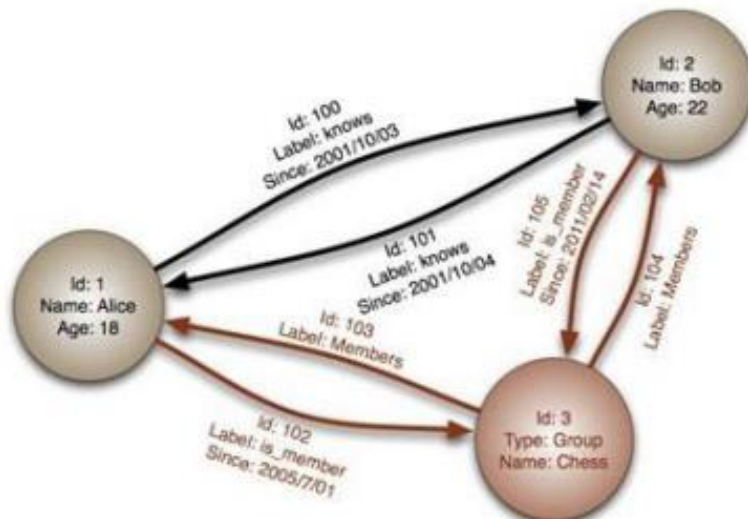 Id: 2
Name: Bob
Age: 22
Id: 100
Label: knows
Since: 2001/10/03
Id: 101
Label: knows
Since: 2001/10/04
Id: 105
Label: is_member
Since: 2011/02/14
Id: 104
Label: Members
Id: 1
Name: Alice
Age: 18
Id: 103
Label: Members
Id: 102
Label: is_member
Since: 2005/7/01
Id: 3
Type: Group
Name: Chess